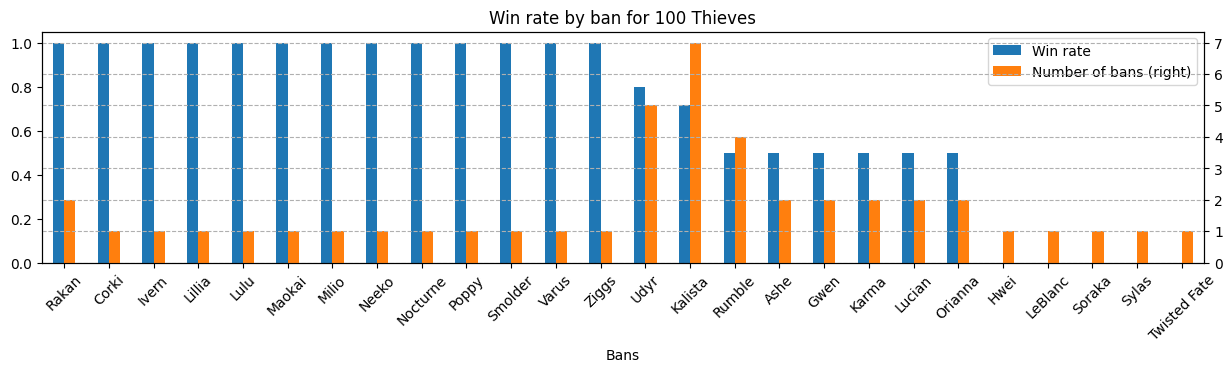 Win rate by ban for 100 Thieves
1.0
0.8
0.6
0.4
0.2
0.0
7
6
5
4
3
2
1
0
Win rate
Number of bans (right)
Rakan
Corki
Ivern
Lillia
Lulu
Maokai
Milio
Neeko
Nocturne
Poppy
Smolder
Varus
Ziggs
Udyr
Kalista
Rumble
Ashe
Gwen
Karma
Lucian
Orianna
Hwei
LeBlanc
Soraka
Sylas
Twisted Fate
Bans